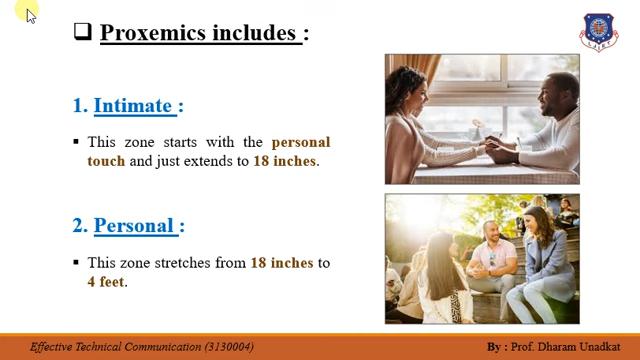 Proxemics includes :
1. Intimate :
This zone starts with the personal
touch and just extends to 18 inches.
2. Personal :
This zone stretches from 18 inches to
4 feet.
Effective Technical Communication (3130004)
By : Prof. Dharam Unadkat